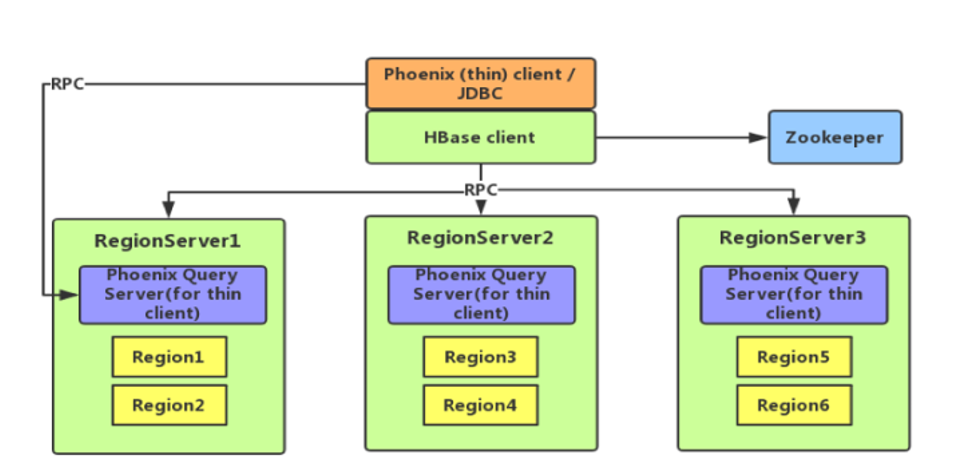 Phoenix (thin) client /
JDBC
RPC
HBase client
Zookeeper
RPC
RegionServer1
Phoenix Query
Server(for thin
client)
Region1
Region2
RegionServer2
Phoenix Query
Server(for thin
client)
Region3
Region4
RegionServer3
Phoenix Query
Server(for thin
client)
Region5
Region6